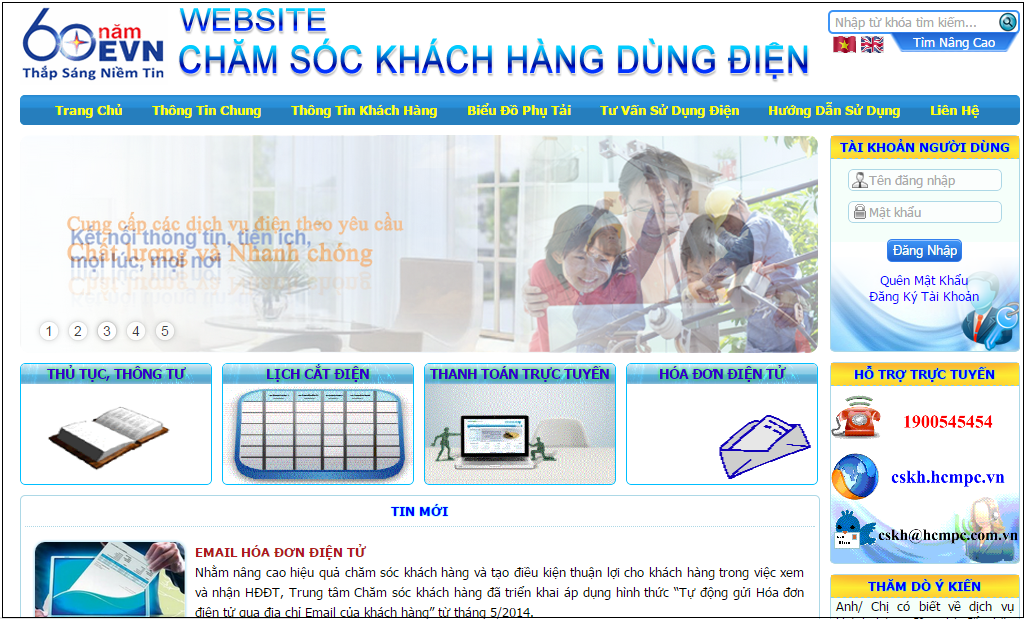 60 năm
EVN
Thắp Sáng Niềm Tin
WEBSITE
CHĂM SÓC KHÁCH HÀNG DÙNG ĐIỆN
Nhập từ khóa tìm kiếm...
Tìm Nâng Cao
Trang Chủ Thông Tin Chung Thông Tin Khách Hàng Biểu Đồ Phụ Tải Tư Vấn Sử Dụng Điện Hướng Dẫn Sử Dụng Liên Hệ
Cung cấp các dịch vụ điện theo yêu cầu
Kết nối thông tin, tiện ích,
Chất lượng và Nhanh chóng
mọi lúc, mọi nơi
1 2 3 4 5
TÀI KHOẢN NGƯỜI DÙNG
Tên đăng nhập
Mật khẩu
Đăng Nhập
Quên Mật Khẩu
Đăng Ký Tài Khoản
THỦ TỤC, THÔNG TƯ
LỊCH CẮT ĐIỆN
THANH TOÁN TRỰC TUYẾN
HÓA ĐƠN ĐIỆN TỬ
HỖ TRỢ TRỰC TUYẾN
1900545454
cskh.hcmpc.vn
cskh@hcmpc.com.vn
TIN MỚI
EMAIL HÓA ĐƠN ĐIỆN TỬ
Nhằm nâng cao hiệu quả chăm sóc khách hàng và tạo điều kiện thuận lợi cho khách hàng trong việc xem
và nhận HĐĐT, Trung tâm Chăm sóc khách hàng đã triển khai áp dụng hình thức “Tự động gửi Hóa đơn
điện tử qua địa chỉ Email của khách hàng” từ tháng 5/2014.
THĂM DÒ Ý KIẾN
Anh/ Chị có biết về dịch vụ